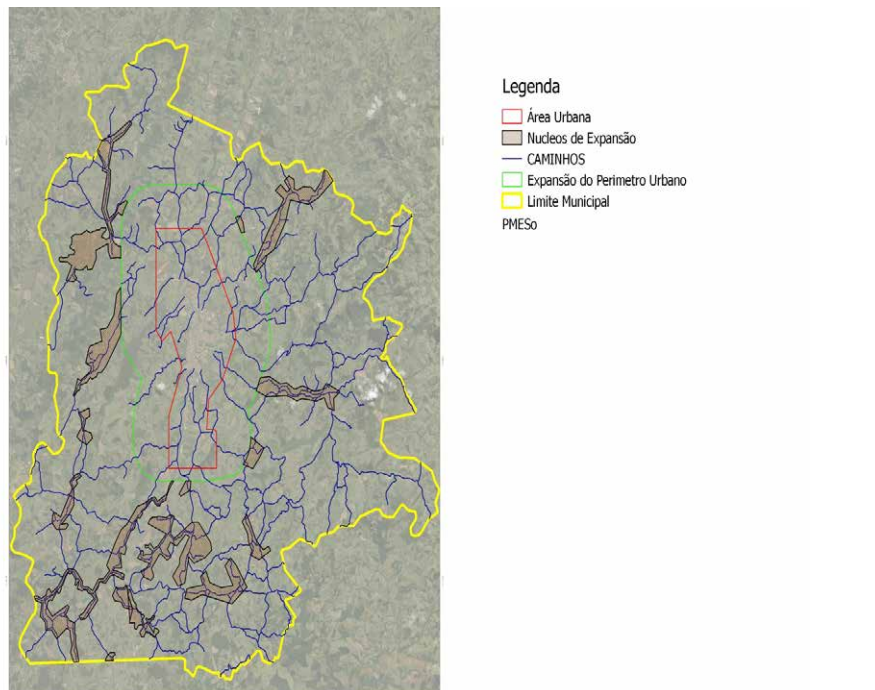 Legenda
Área Urbana
Nucleos de Expansão
CAMINHOS
Expansão do Perimetro Urbano
Limite Municipal
PMESo